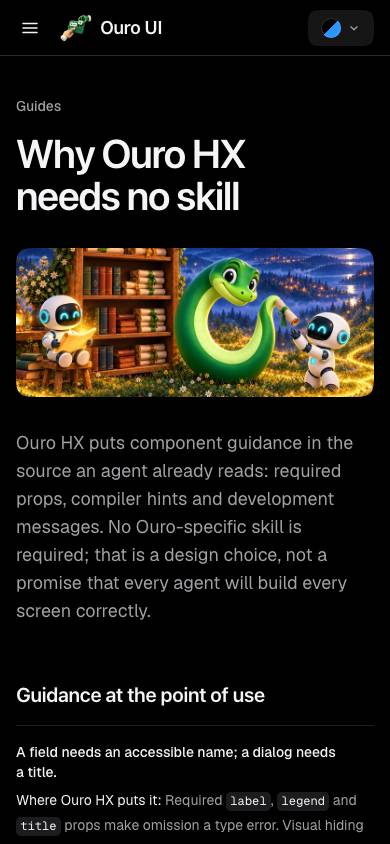 Ouro UI
Guides
Why Ouro HX
needs no skill
Ouro HX puts component guidance in the
source an agent already reads: required
props, compiler hints and development
messages. No Ouro-specific skill is
required; that is a design choice, not a
promise that every agent will build every
screen correctly.
Guidance at the point of use
A field needs an accessible name; a dialog needs
a title.
Where Ouro HX puts it: Required label, legend and
title props make omission a type error. Visual hiding